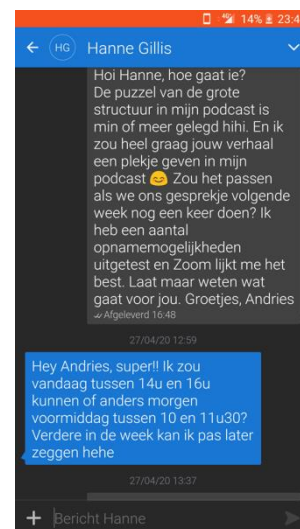 14% 23:4
HG Hanne Gillis
Hoi Hanne, hoe gaat ie?
De puzzel van de grote
structuur in mijn podcast is
min of meer gelegd hihi. En ik
zou heel graag jouw verhaal
een plekje geven in mijn
podcast 😊 Zou het passen
als we ons gesprekje volgende
week nog een keer doen? Ik
heb een aantal
opnamemogelijkheden
uitgetest en Zoom lijkt me het
best. Laat maar weten wat
gaat voor jou. Groetjes, Andries
Afgeleverd 16:48
27/04/20 12:59
Hey Andries, super!! Ik zou
vandaag tussen 14u en 16u
kunnen of anders morgen
voormiddag tussen 10 en 11u30?
Verdere in de week kan ik pas later
zeggen hehe
27/04/20 13:37
Bericht Hanne